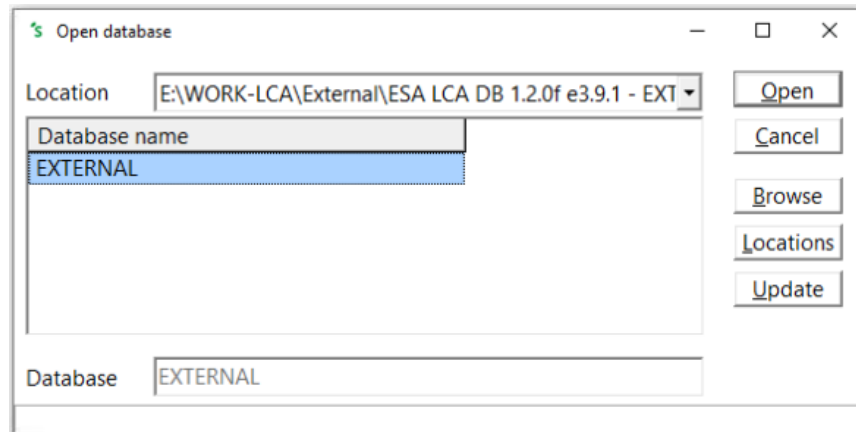 Open database
Location
E:\WORK-LCA\External\ESA LCA DB 1.2.0f e3.9.1 - EXT
Open
Database name
Cancel
EXTERNAL
Browse
Locations
Update
Database
EXTERNAL